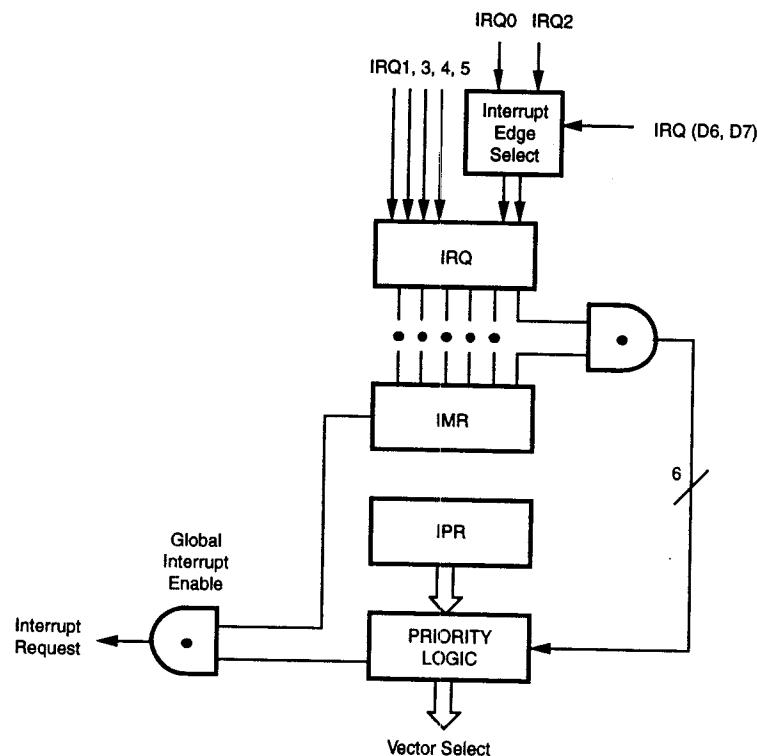 IRQ0 IRQ2
IRQ1, 3, 4, 5
Interrupt
Edge
Select
IRQ (D6, D7)
IRQ
IMR
6
IPR
Global
Interrupt
Enable
Interrupt
Request
PRIORITY
LOGIC
Vector Select